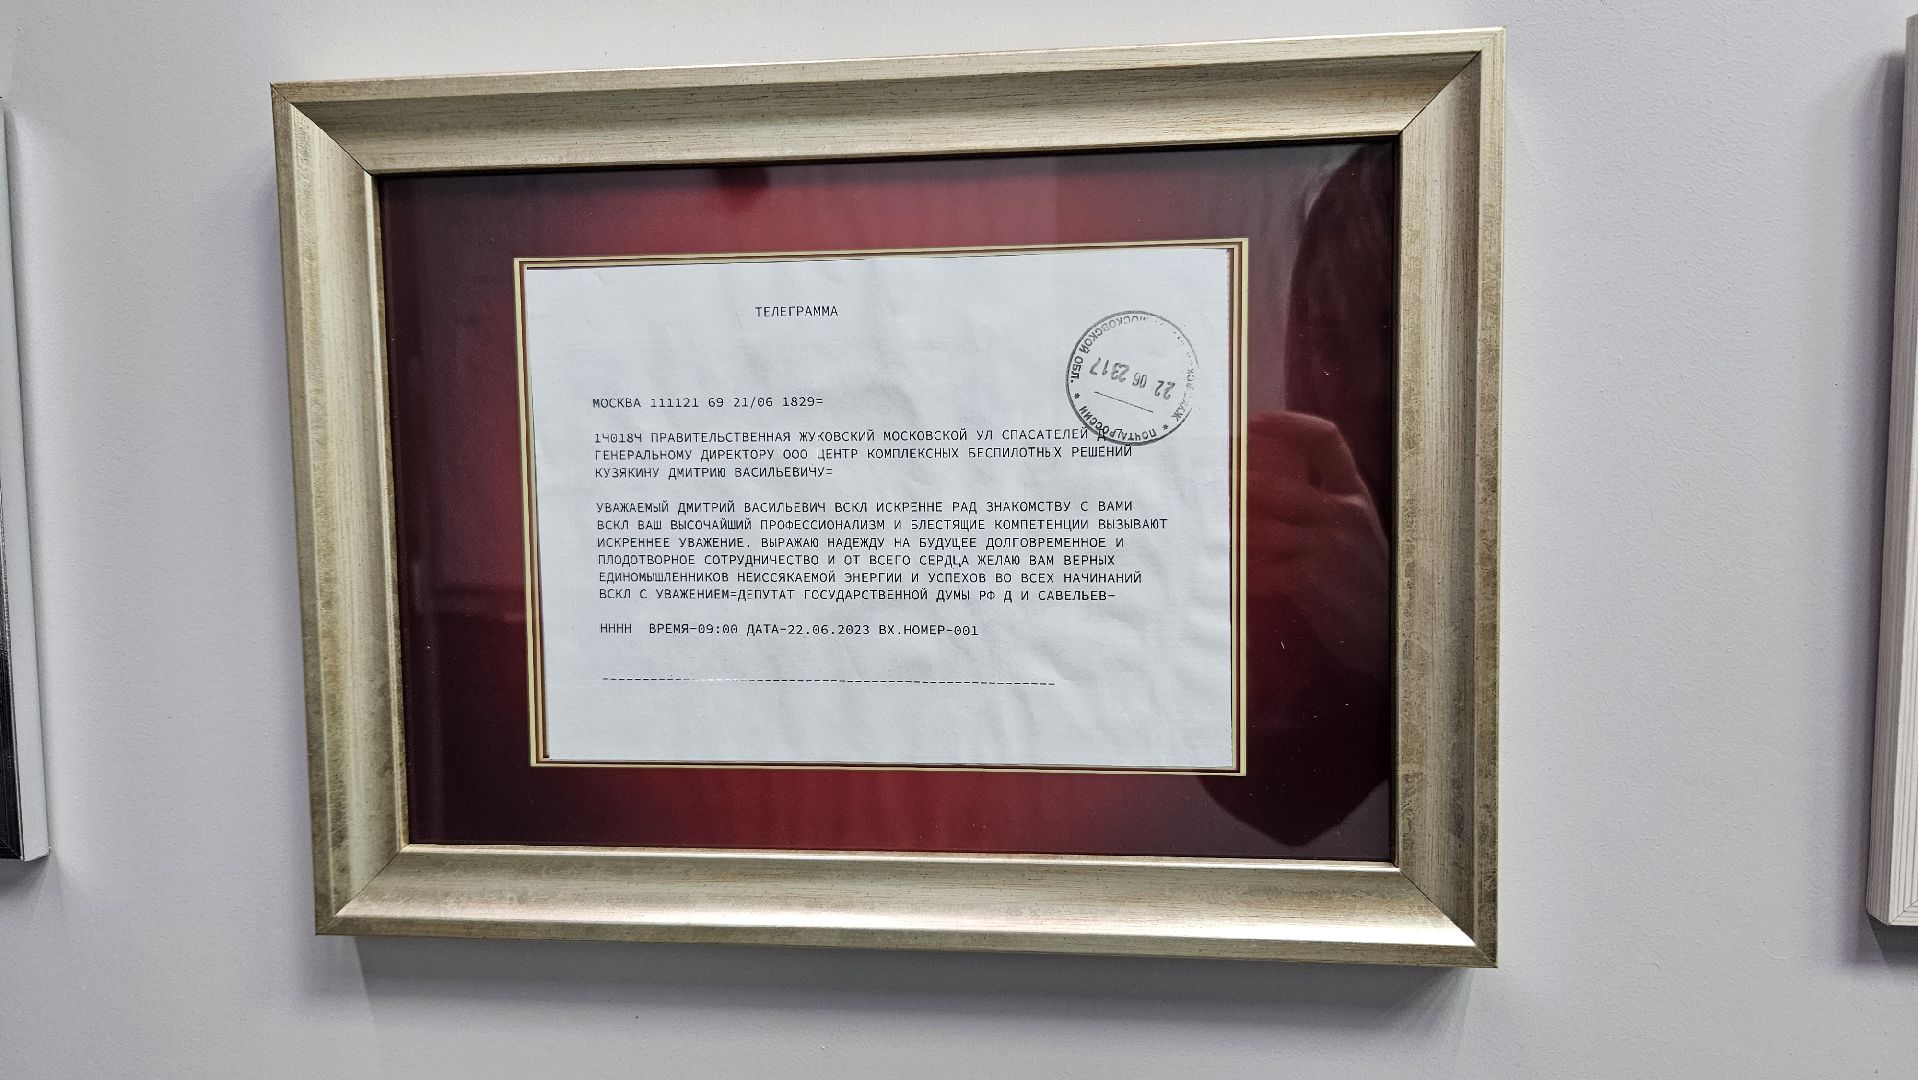 ТЕЛЕГРАММА
МОСКВА 111121 69 21/06 1829=
1Ч018Ч ПРАВИТЕЛЬСТВЕННАЯ ЖУКОВСКИЙ МОСКОВСКОЙ УЛ СПАСАТЕЛЕЙ Д
ГЕНЕРАЛЬНОМУ ДИРЕКТОРУ ООО ЦЕНТР КОМПЛЕКСНЫХ БЕСПИЛОТНЫХ РЕШЕНИЙ
КУЗЯКИНУ ДМИТРИЮ ВАСИЛЬЕВИЧУ=
УВАЖАЕМЫЙ ДМИТРИЙ ВАСИЛЬЕВИЧ ВСКЛ ИСКРЕННЕ РАД ЗНАКОМСТВУ С ВАМИ
ВСКЛ ВАШ ВЫСОЧАЙШИЙ ПРОФЕССИОНАЛИЗМ И БЛЕСТЯЩИЕ КОМПЕТЕНЦИИ ВЫЗЫВАЮТ
ИСКРЕННЕЕ УВАЖЕНИЕ. ВЫРАЖАЮ НАДЕЖДУ НА БУДУЩЕЕ ДОЛГОВРЕМЕННОЕ И
ПЛОДОТВОРНОЕ СОТРУДНИЧЕСТВО И ОТ ВСЕГО СЕРДЦА ЖЕЛАЮ ВАМ ВЕРНЫХ
ЕДИНОМЫШЛЕННИКОВ НЕИССЯКАЕМОЙ ЭНЕРГИИ И УСПЕХОВ ВО ВСЕХ НАЧИНАНИЙ
ВСКЛ С УВАЖЕНИЕМ=ДЕПУТАТ ГОСУДАРСТВЕННОЙ ДУМЫ РФ Д И САВЕЛЬЕВ-
НННН ВРЕМЯ-09:00 ДАТА-22.06.2023 ВХ.НОМЕР-001
ПОЧТА РОССИИ * МОСКОВСКОЙ ОБЛ. *
22 06 23 17